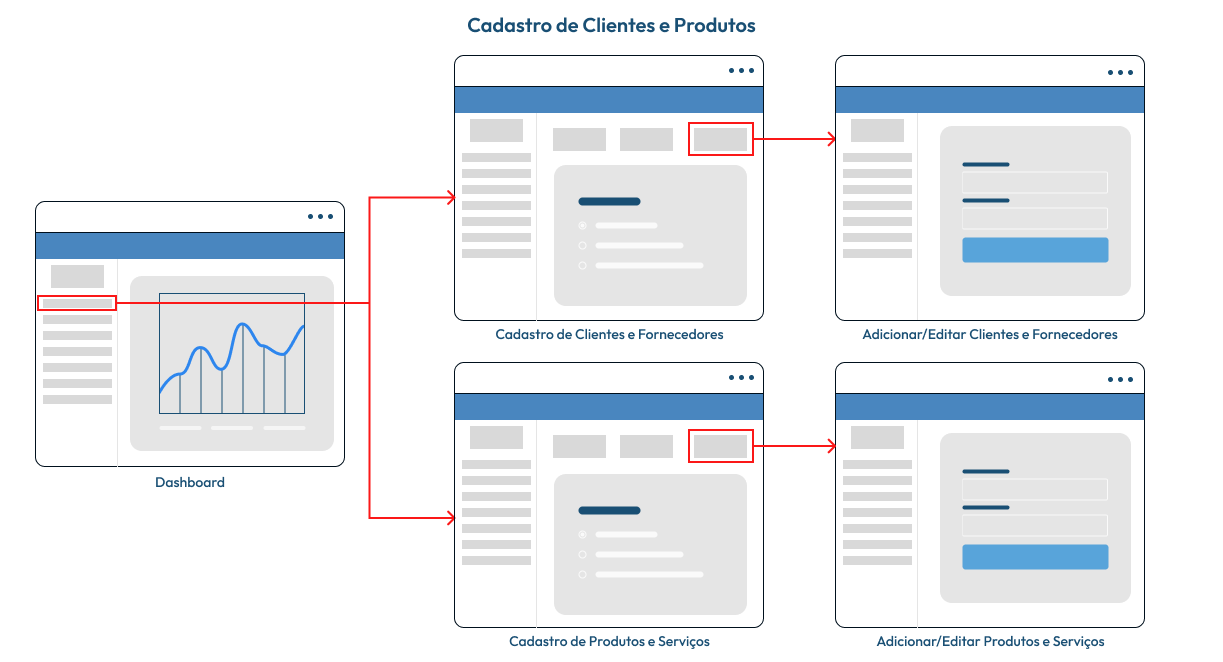 Cadastro de Clientes e Produtos
Cadastro de Clientes e Fornecedores
Adicionar/Editar Clientes e Fornecedores
Dashboard
Cadastro de Produtos e Serviços
Adicionar/Editar Produtos e Serviços